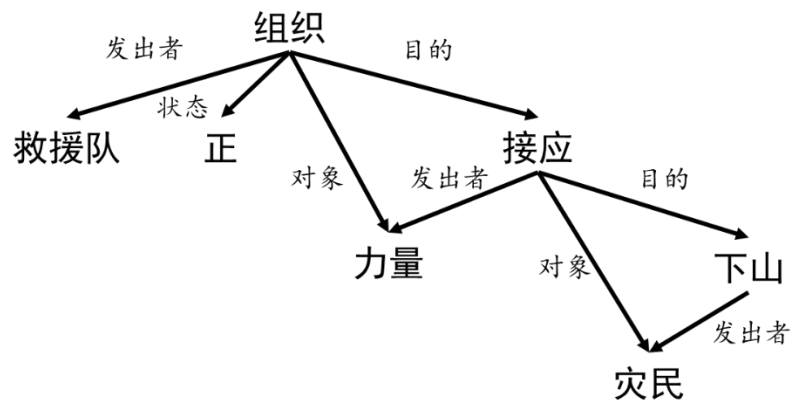 组织
发出者
目的
状态
救援队
正
接应
对象
发出者
目的
力量
对象
下山
发出者
灾民